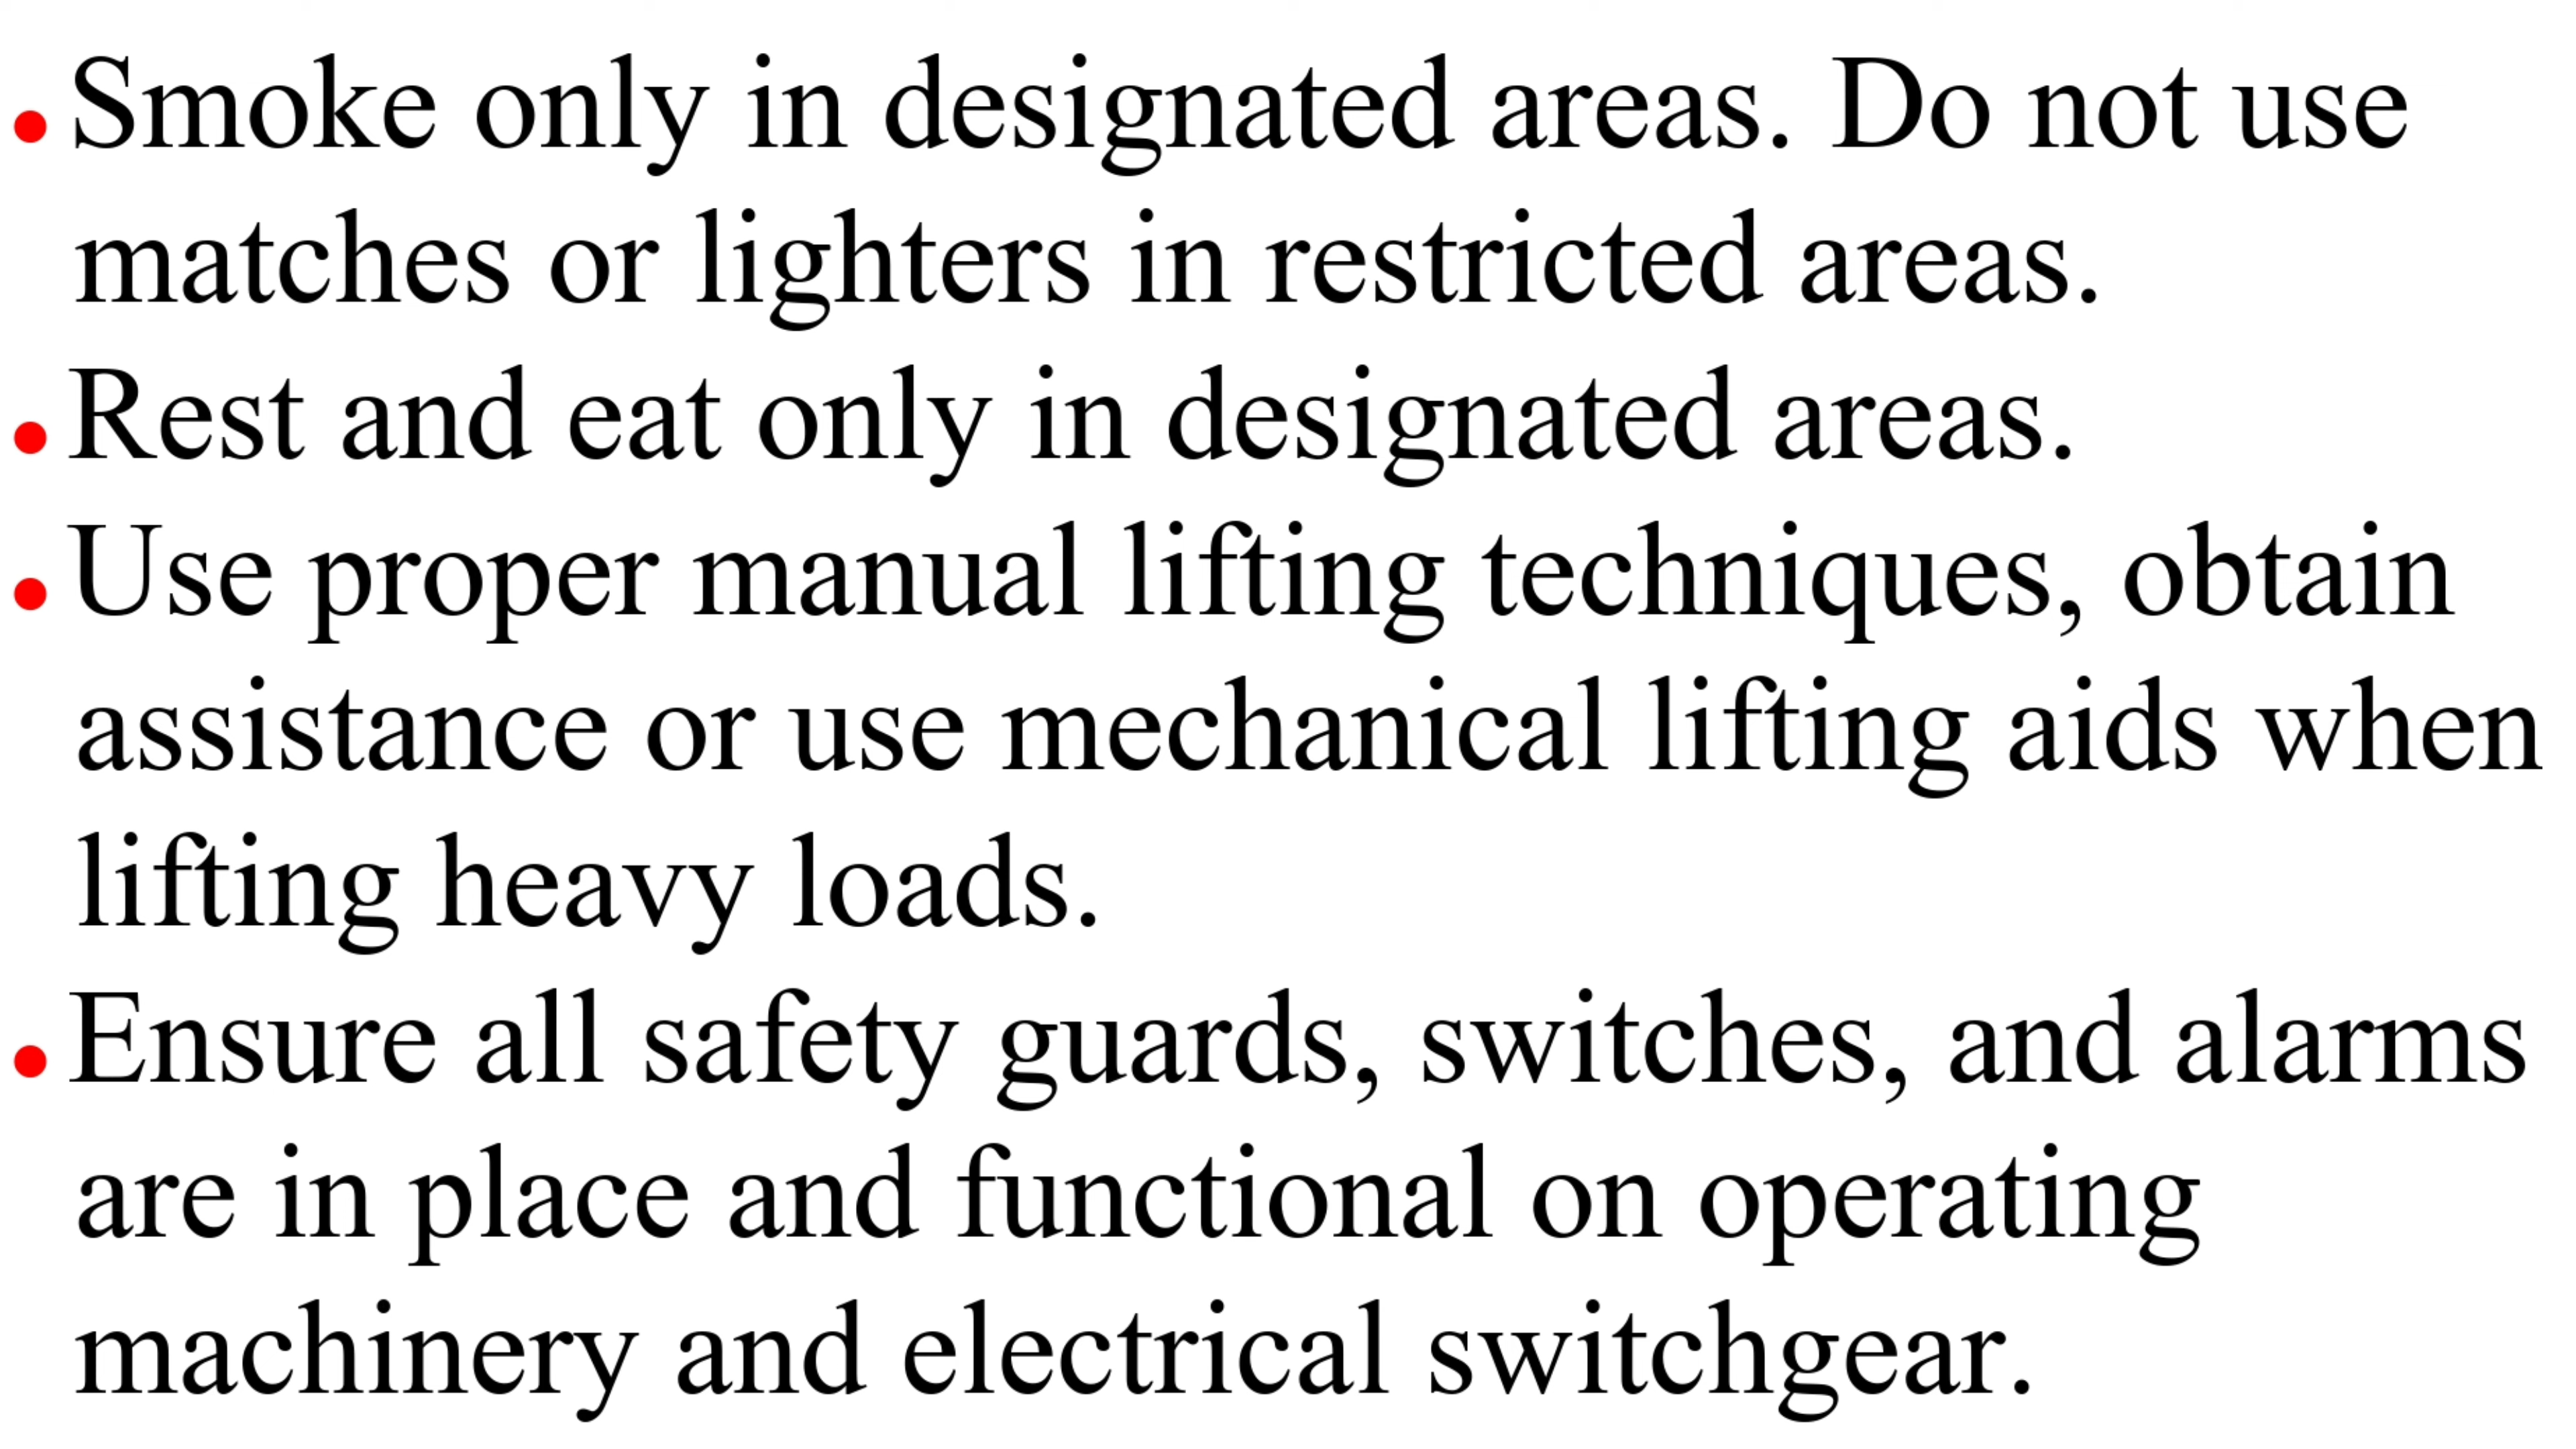 • Smoke only in designated areas. Do not use
matches or lighters in restricted areas.
• Rest and eat only in designated areas.
• Use proper manual lifting techniques, obtain
assistance or use mechanical lifting aids when
lifting heavy loads.
• Ensure all safety guards, switches, and alarms
are in place and functional on operating
machinery and electrical switchgear.